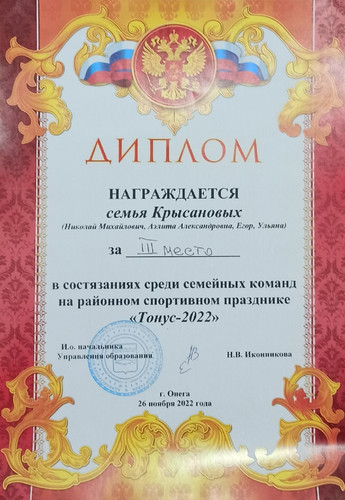 ДИПЛОМ
НАГРАЖДАЕТСЯ
семья Крысановых
(Николай Михайлович, Аэлита Александровна, Егор, Ульяна)
за III место
в состязаниях среди семейных команд
на районном спортивном празднике
«Тонус-2022»
И.о. начальника
Управления образования Н.В. Иконникова
г. Онега
26 ноября 2022 года